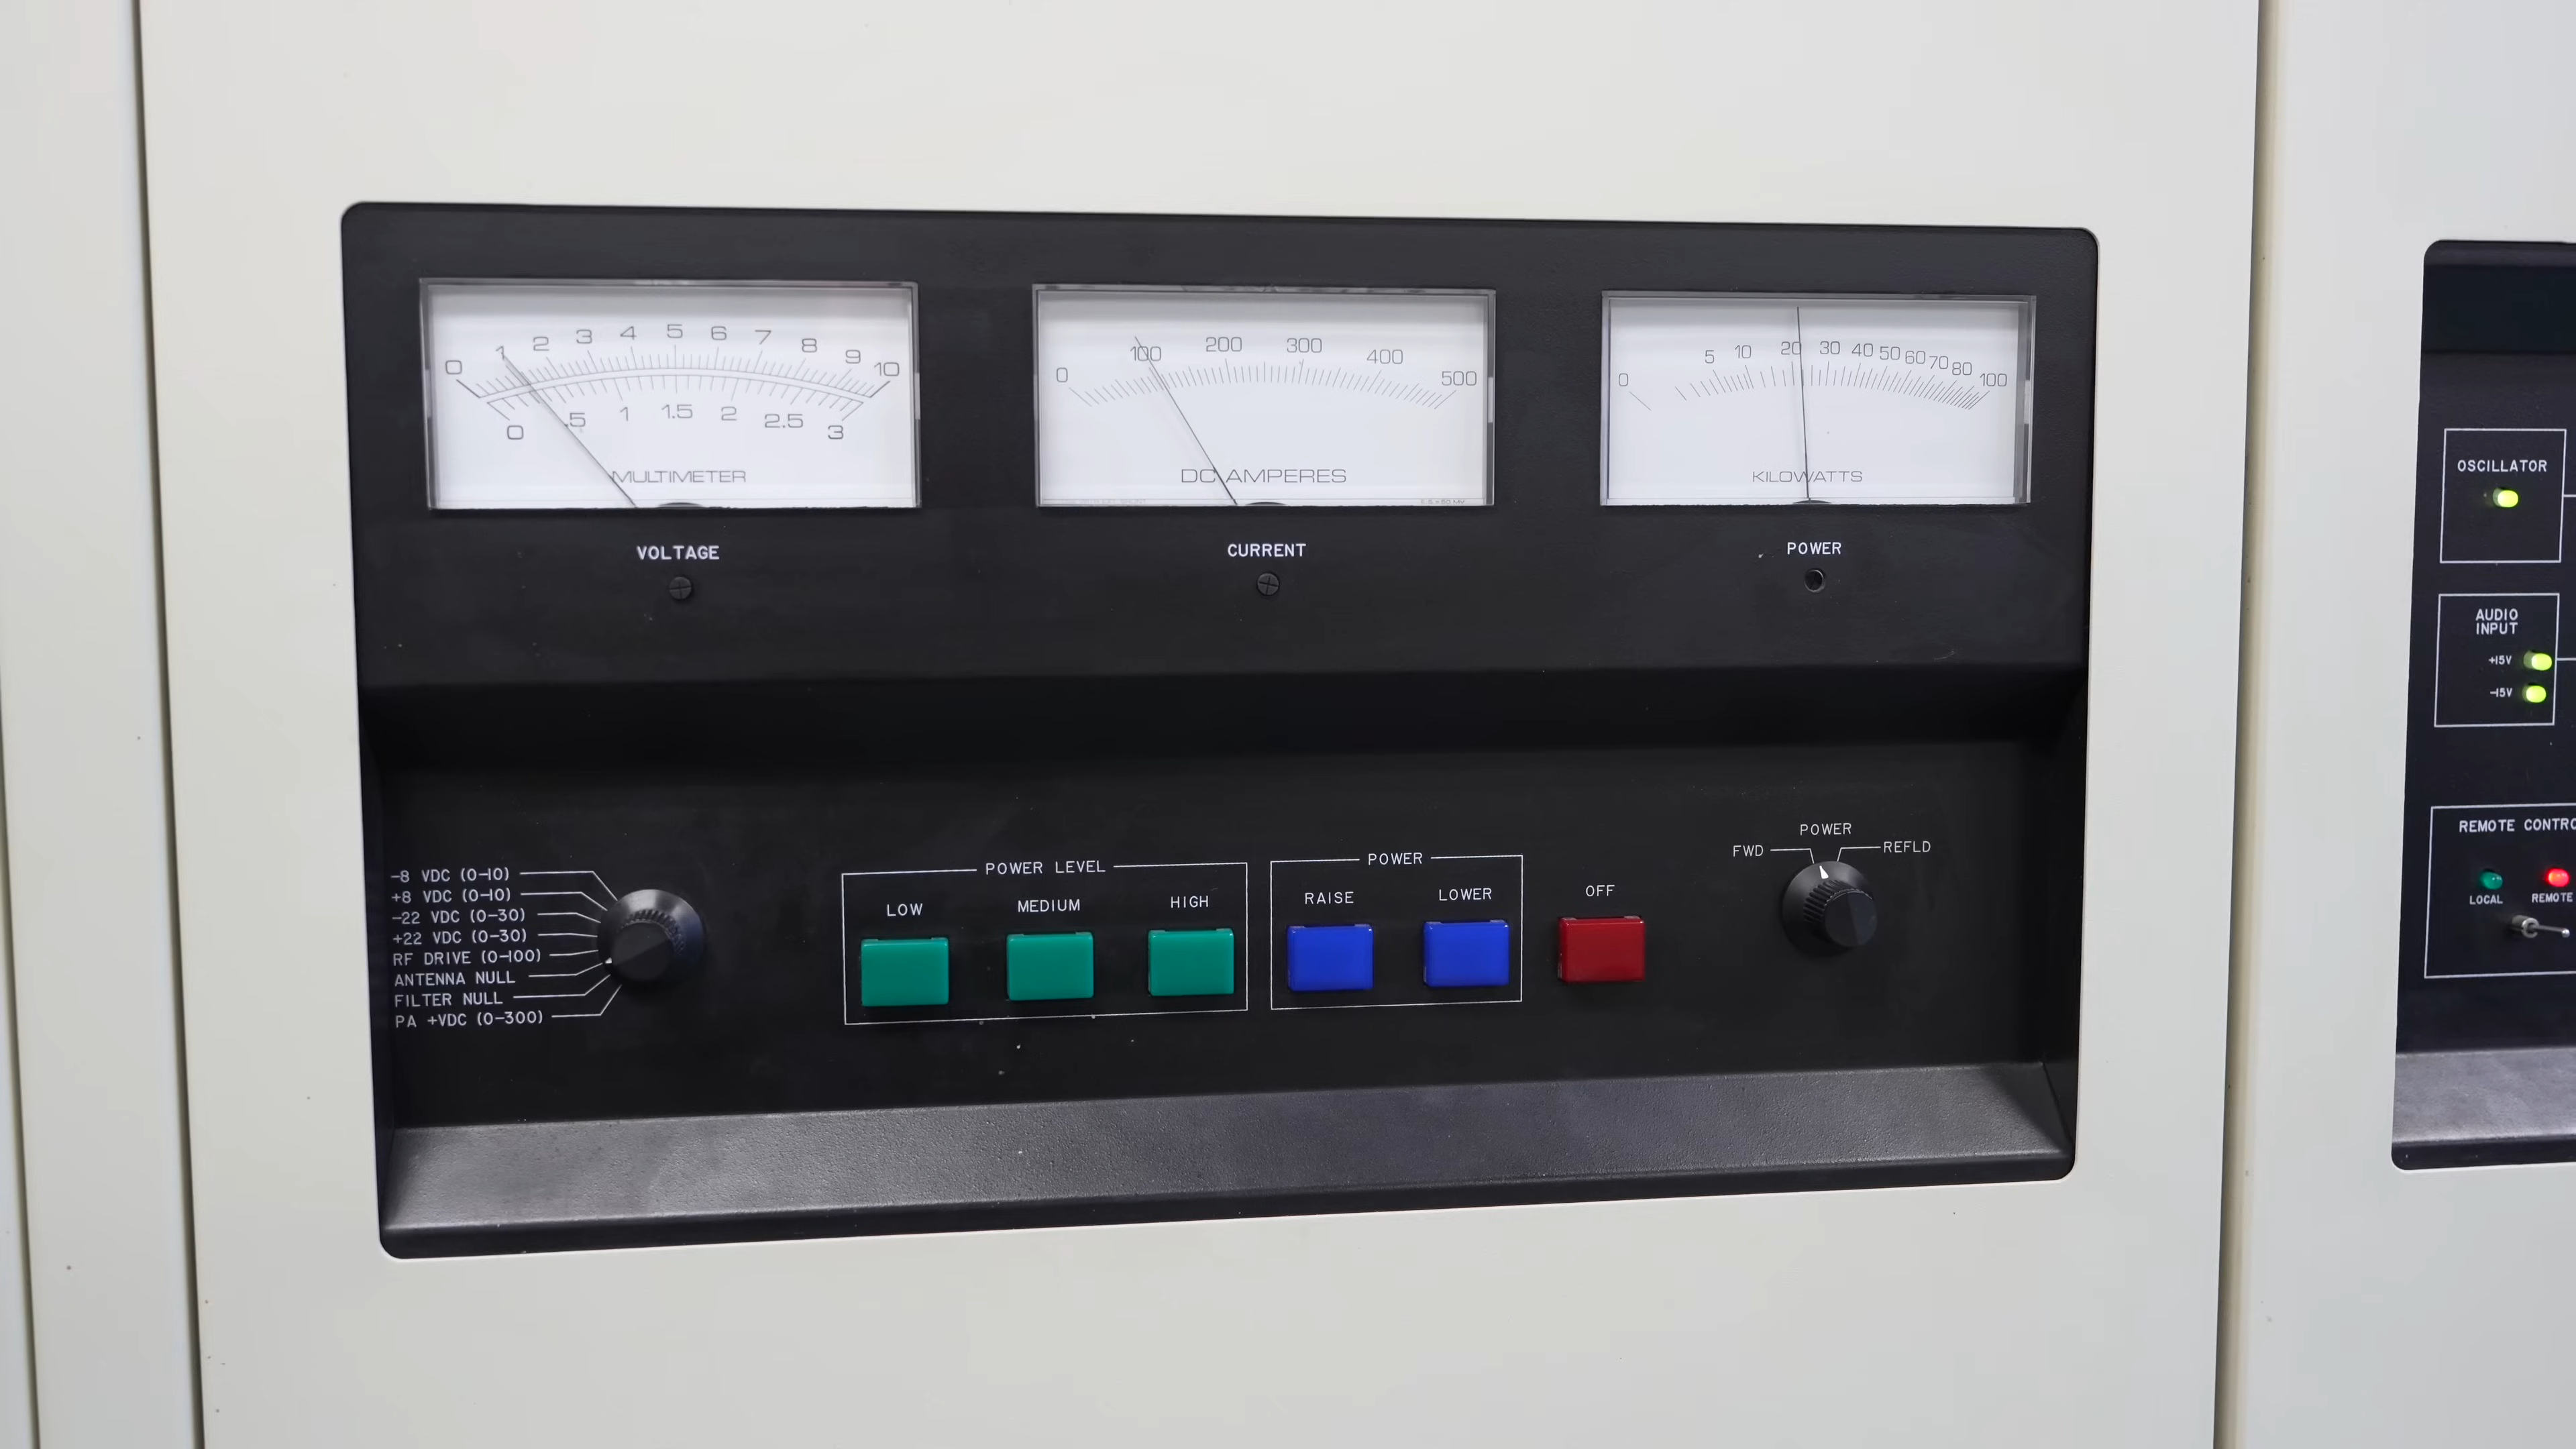 0 1 2 3 4 5 6 7 8 9 10
0 .5 1 1.5 2 2.5 3
MULTIMETER
0 100 200 300 400 500
DC AMPERES
0 5 10 20 30 40 50 60 70 80 100
KILOWATTS
VOLTAGE
CURRENT
POWER
-8 VDC (0-10)
+8 VDC (0-10)
-22 VDC (0-30)
+22 VDC (0-30)
RF DRIVE (0-100)
ANTENNA NULL
FILTER NULL
PA +VDC (0-300)
POWER LEVEL
LOW MEDIUM HIGH
POWER
RAISE LOWER
OFF
POWER
FWD REFLD
OSCILLATOR
AUDIO
INPUT
+15V
-15V
REMOTE CONTRO
LOCAL REMOTE